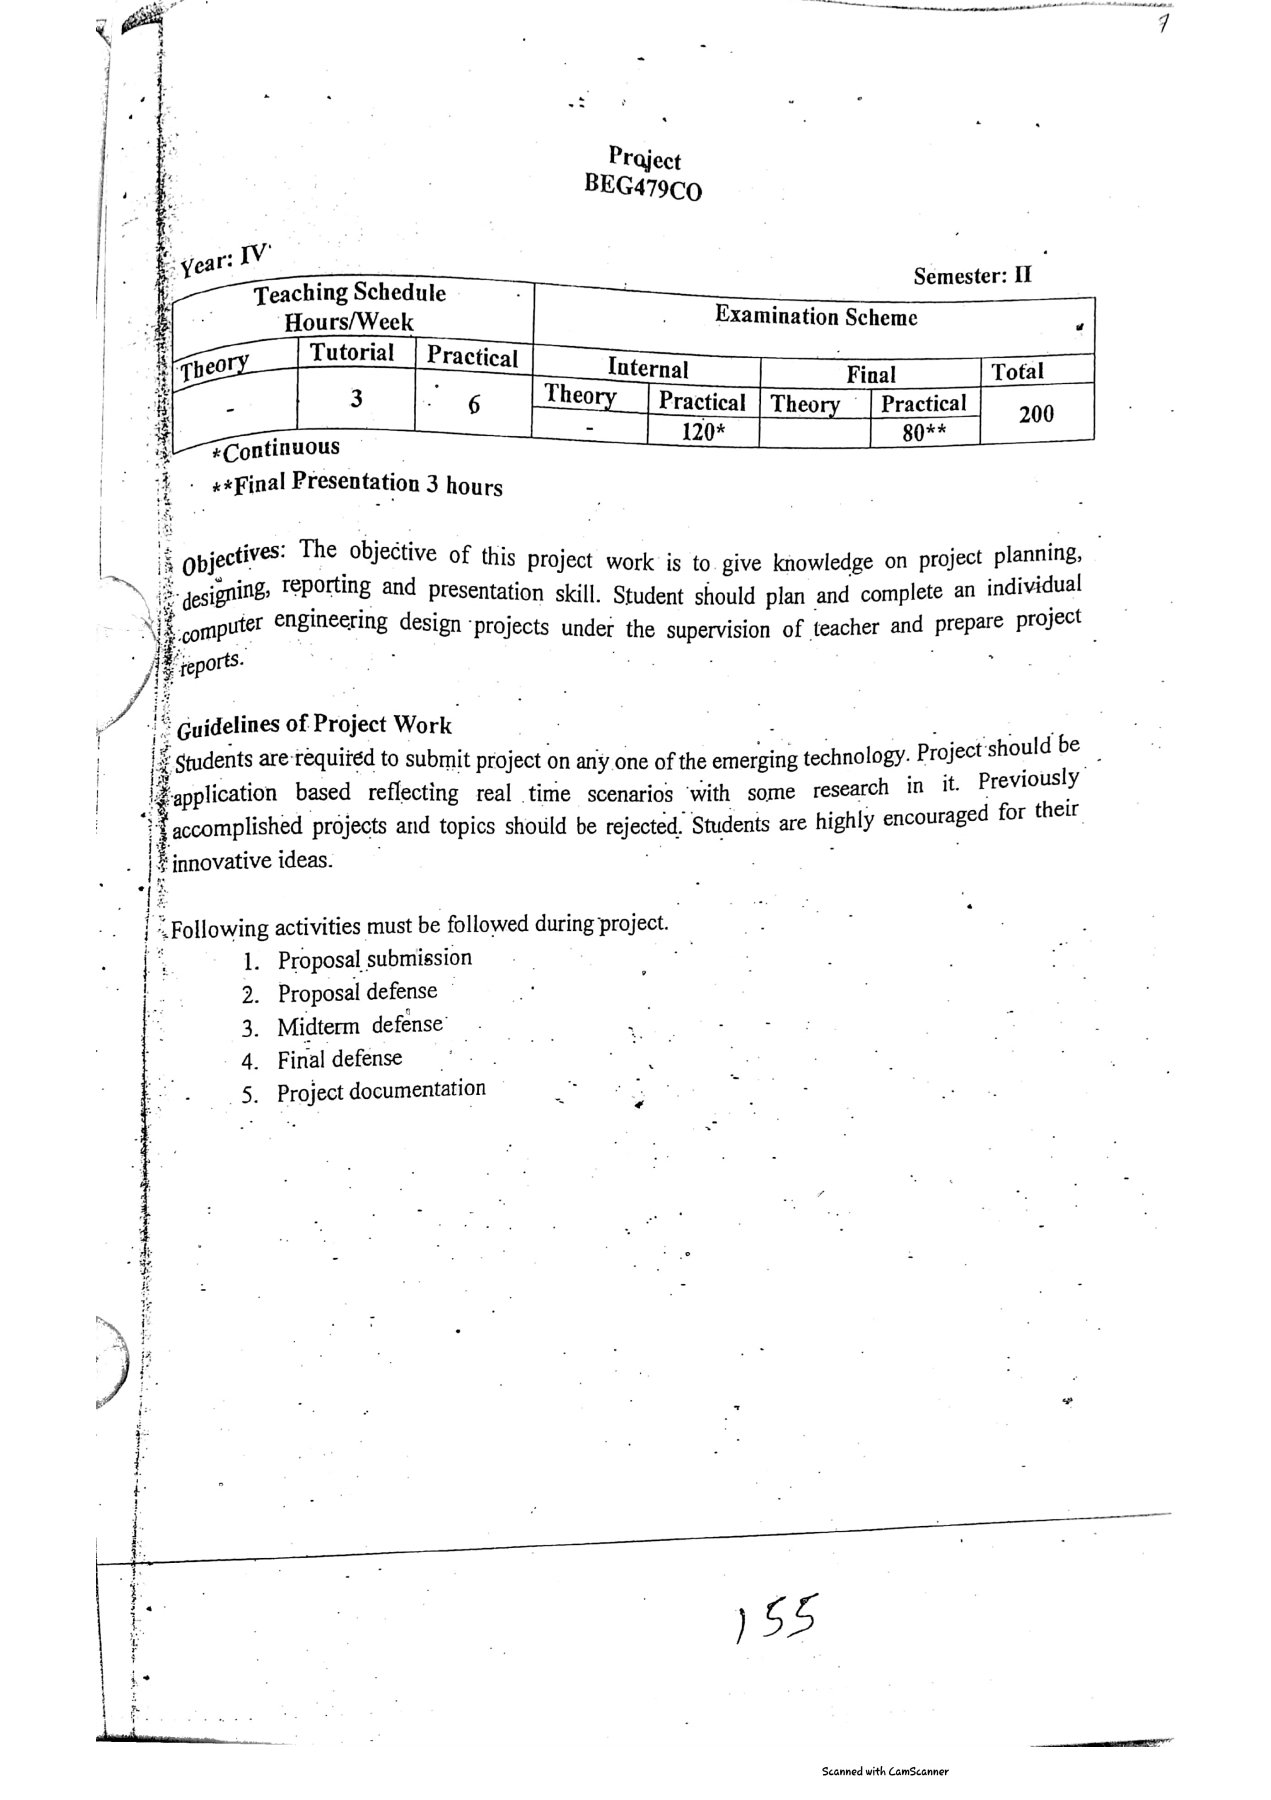 7
Project
BEG479CO
Year: IV
Semester: II
Teaching Schedule
Hours/Week
Examination Scheme
Theory Tutorial Practical Internal Final Total
Theory Practical Theory Practical
- 3 6 - 120* 80** 200
*Continuous
**Final Presentation 3 hours
Objectives: The objective of this project work is to give knowledge on project planning,
designing, reporting and presentation skill. Student should plan and complete an individual
computer engineering design projects under the supervision of teacher and prepare project
reports.
Guidelines of Project Work
Students are required to submit project on any one of the emerging technology. Project should be
application based reflecting real time scenarios with some research in it. Previously
accomplished projects and topics should be rejected. Students are highly encouraged for their
innovative ideas.
Following activities must be followed during project.
1. Proposal submission
2. Proposal defense
3. Midterm defense
4. Final defense
5. Project documentation
155
Scanned with CamScanner